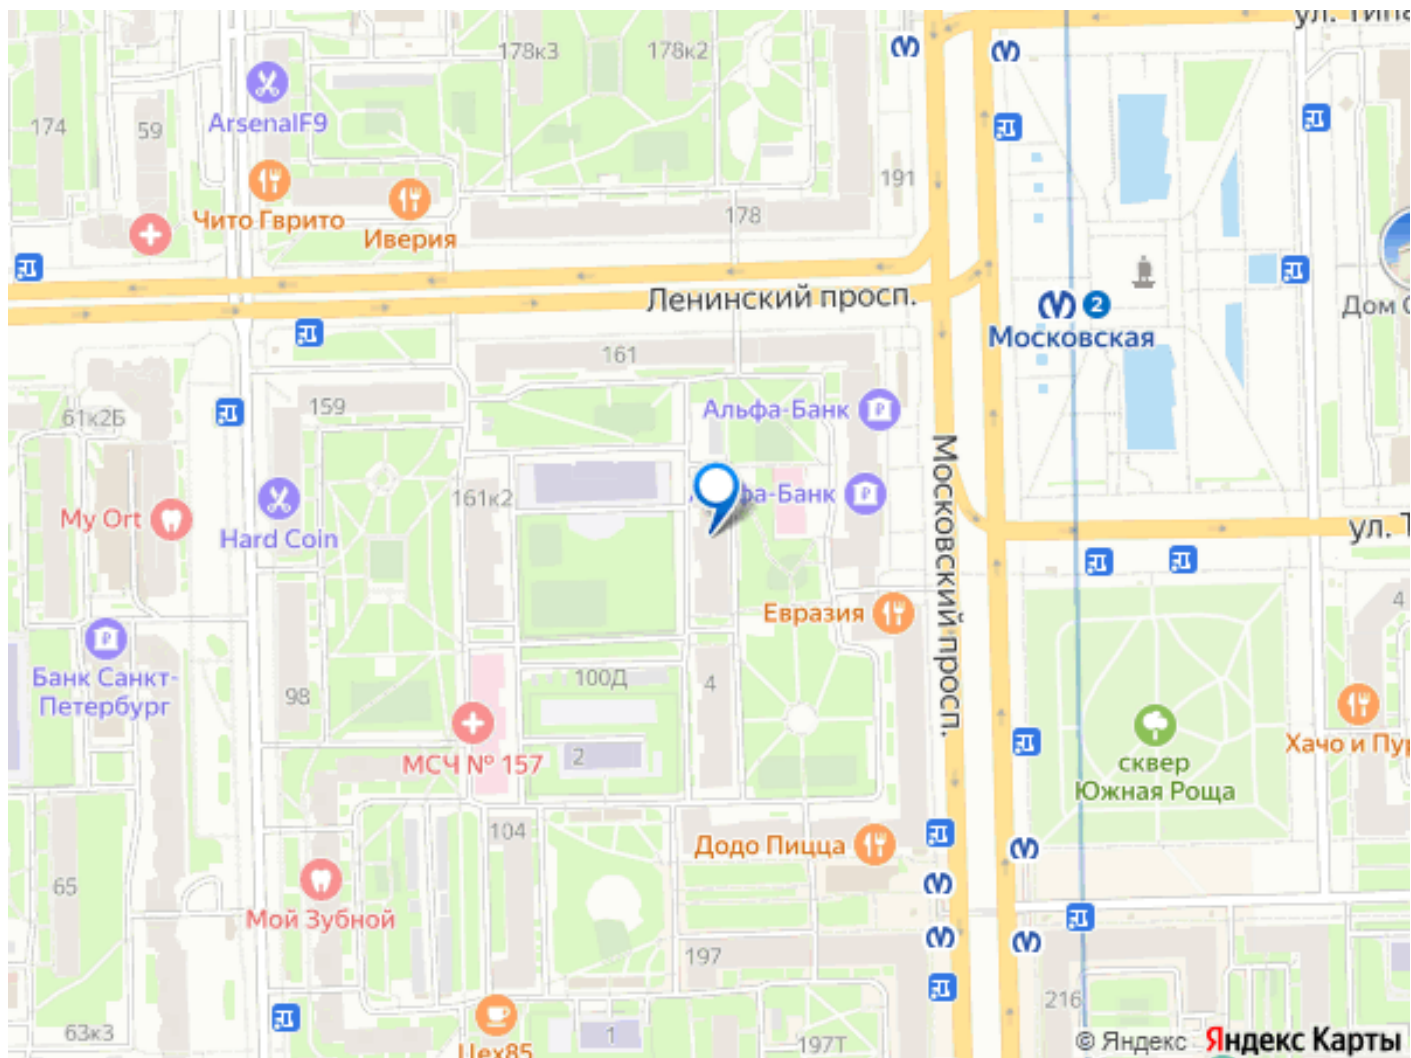 ул. Типа
178к3
178к2
ArsenalF9
174
59
191
Чито Гврито
Иверия
178
Ленинский просп.
2
Московская
Дом С
161
61к2Б
159
Альфа-Банк
Московский просп.
161к2
фа-Банк
My Ort
Hard Coin
ул. Т
Евразия
4
Банк Санкт-
Петербург
98
100Д
4
МСЧ № 157
2
сквер
Южная Роща
Хачо и Пур
104
Додо Пицца
65
Мой Зубной
197
216
63к3
Цех85
1
197Т
© Яндекс Яндекс Карты